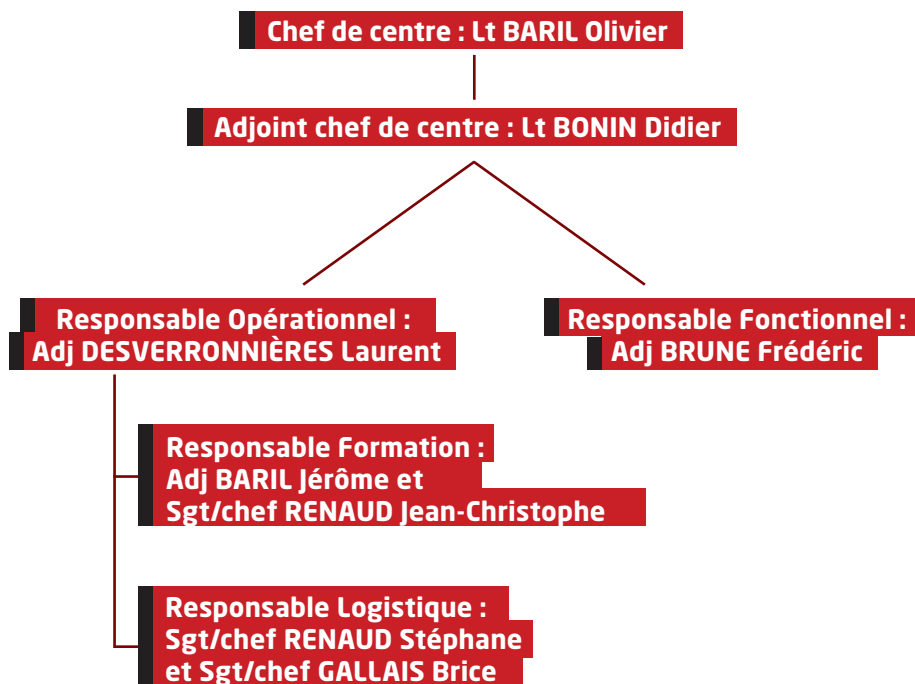 Chef de centre : Lt BARIL Olivier
Adjoint chef de centre : Lt BONIN Didier
Responsable Opérationnel :
Adj DESVERRONNIÈRES Laurent
Responsable Fonctionnel :
Adj BRUNE Frédéric
Responsable Formation :
Adj BARIL Jérôme et
Sgt/chef RENAUD Jean-Christophe
Responsable Logistique :
Sgt/chef RENAUD Stéphane
et Sgt/chef GALLAIS Brice